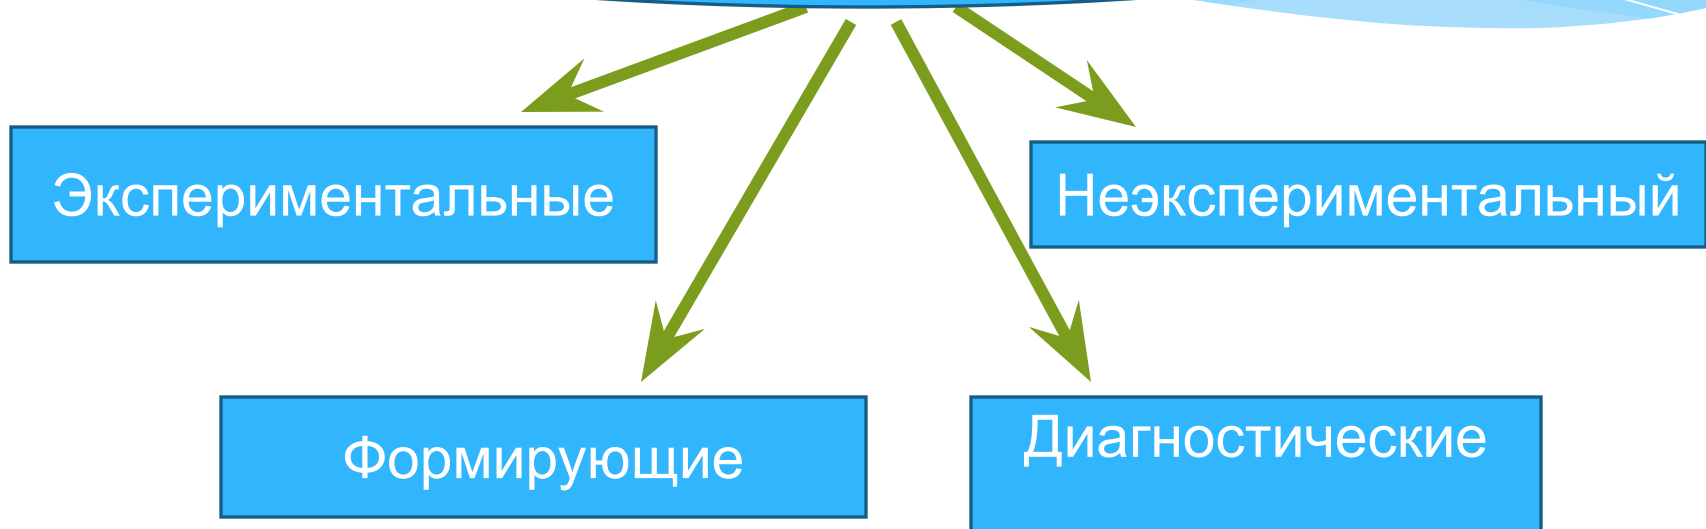 Экспериментальные
Неэкспериментальный
Формирующие
Диагностические